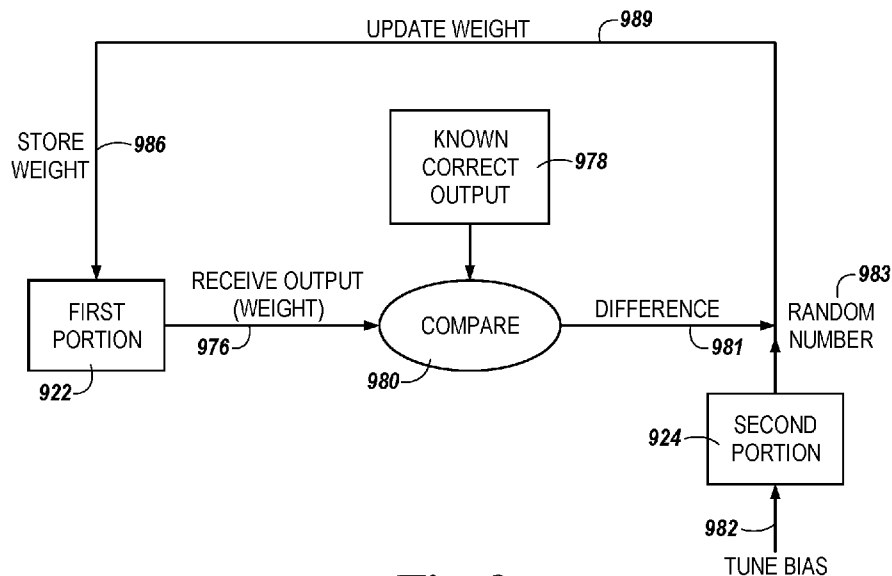 UPDATE WEIGHT
989
STORE
WEIGHT
986
KNOWN
CORRECT
OUTPUT
978
FIRST
PORTION
922
RECEIVE OUTPUT
(WEIGHT)
976
COMPARE
980
DIFFERENCE
981
983
RANDOM
NUMBER
SECOND
PORTION
924
982
TUNE BIAS